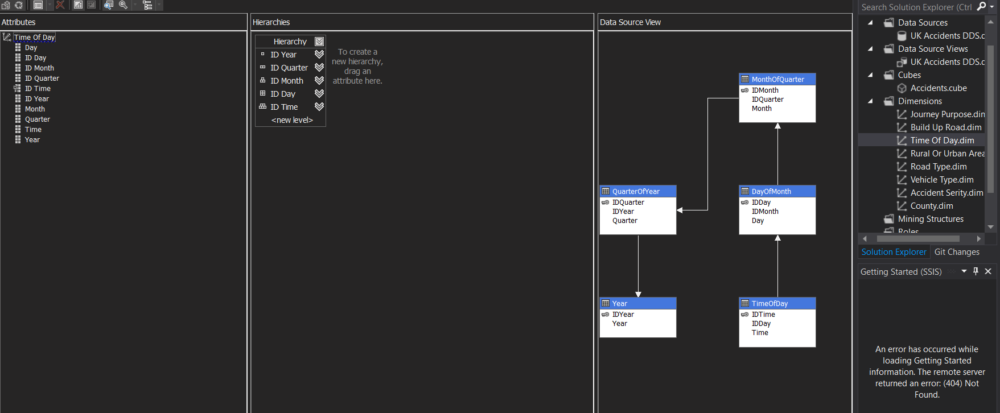 Attributes
Time Of Day
Day
ID Day
ID Month
ID Quarter
ID Time
ID Year
Month
Quarter
Time
Year
Hierarchies
Hierarchy
ID Year
ID Quarter
ID Month
ID Day
ID Time
<new level>
To create a
new hierarchy,
drag an
attribute here.
Data Source View
MonthOfQuarter
IDMonth
IDQuarter
Month
QuarterOfYear
IDQuarter
IDYear
Quarter
DayOfMonth
IDDay
IDMonth
Day
Year
IDYear
Year
TimeOfDay
IDTime
IDDay
Time
Search Solution Explorer (Ctrl
Data Sources
UK Accidents DDS.c
Data Source Views
UK Accidents DDS.c
Cubes
Accidents.cube
Dimensions
Journey Purpose.din
Build Up Road.dim
Time Of Day.dim
Rural Or Urban Area
Road Type.dim
Vehicle Type.dim
Accident Serity.dim
County.dim
Mining Structures
Roles
Solution Explorer
Git Changes
Getting Started (SSIS)
An error has occurred while
loading Getting Started
information. The remote server
returned an error: (404) Not
Found.